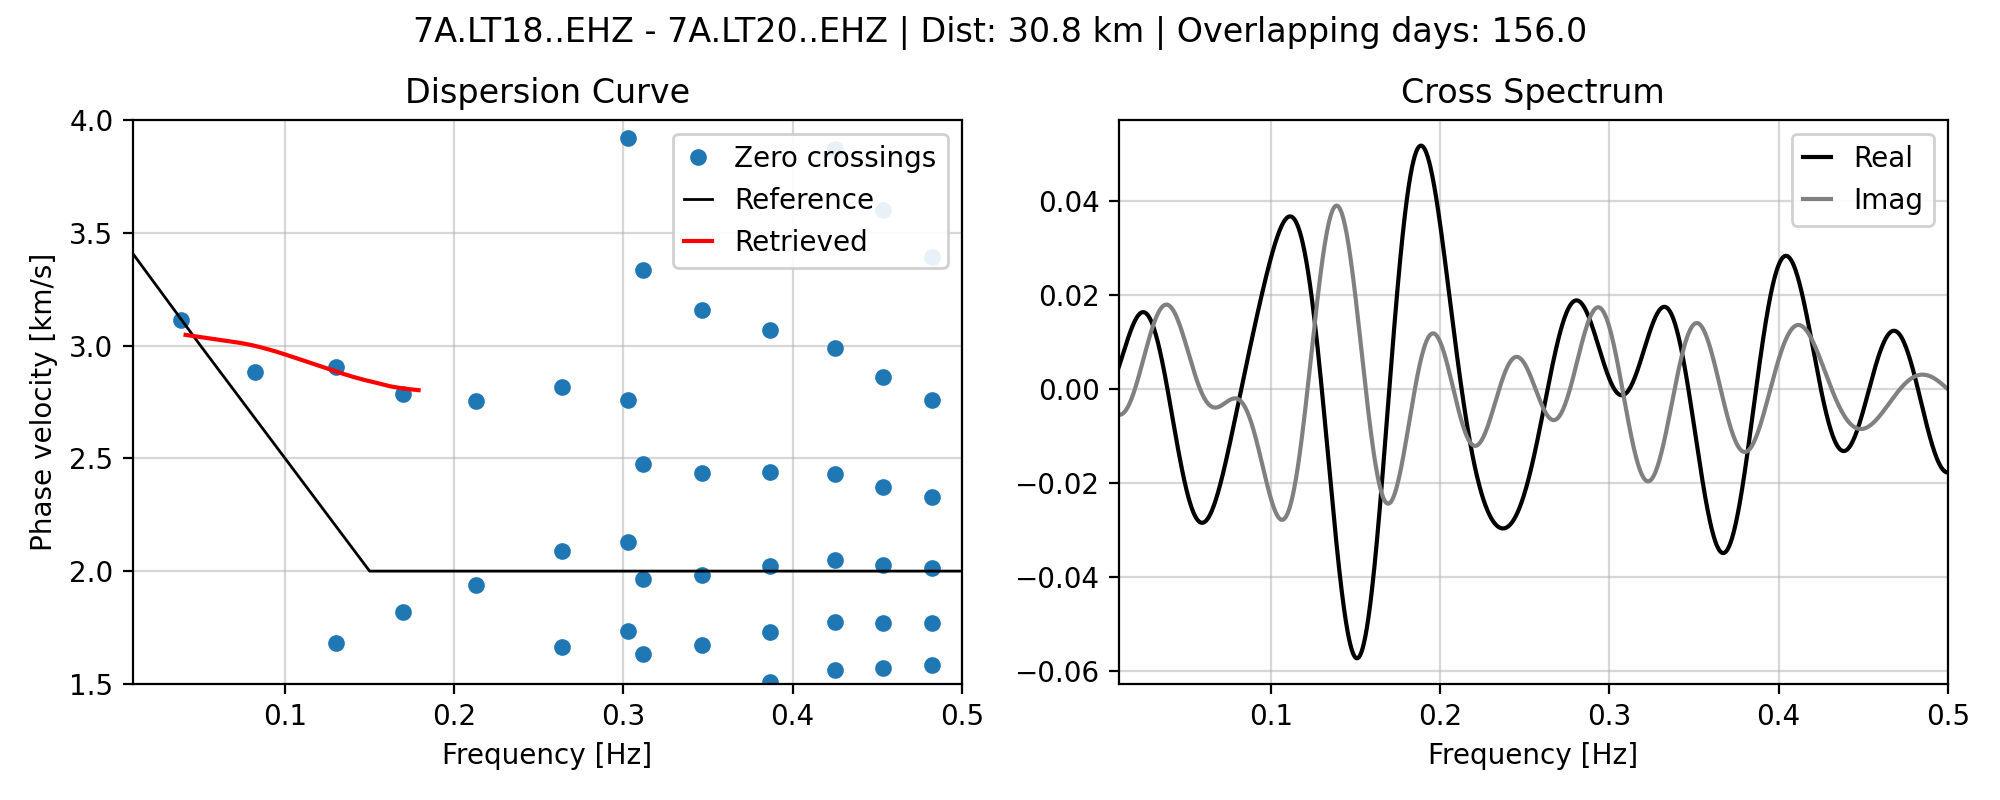 7A.LT18..EHZ - 7A.LT20..EHZ | Dist: 30.8 km | Overlapping days: 156.0
Dispersion Curve
4.0
3.5
3.0
2.5
2.0
1.5
Phase velocity [km/s]
Zero crossings
Reference
Retrieved
0.1
0.2
0.3
0.4
0.5
Frequency [Hz]
Cross Spectrum
0.04
0.02
0.00
−0.02
−0.04
−0.06
Real
Imag
0.1
0.2
0.3
0.4
0.5
Frequency [Hz]